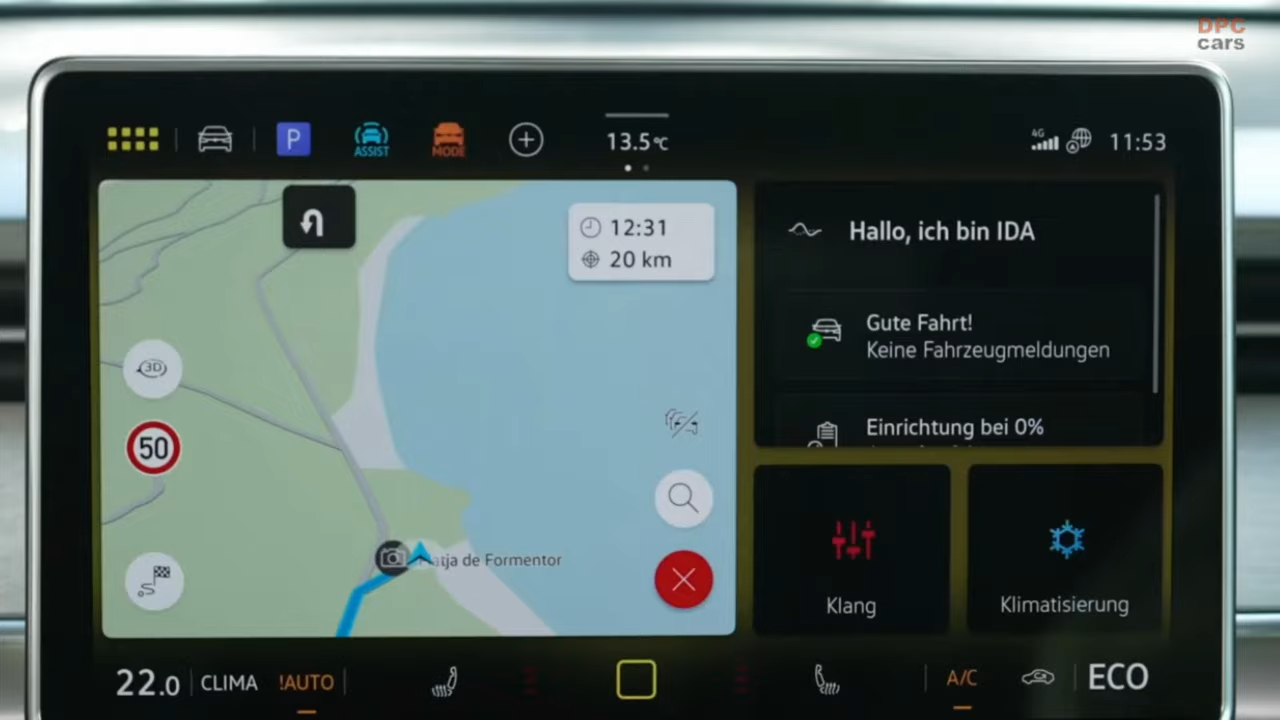 DPC
cars
P
ASSIST
MODE
13.5°C
4G
11:53
12:31
20 km
3D
50
de Formentor
Hallo, ich bin IDA
Gute Fahrt!
Keine Fahrzeugmeldungen
Einrichtung bei 0%
Klang
Klimatisierung
22.0
CLIMA
!AUTO
A/C
ECO